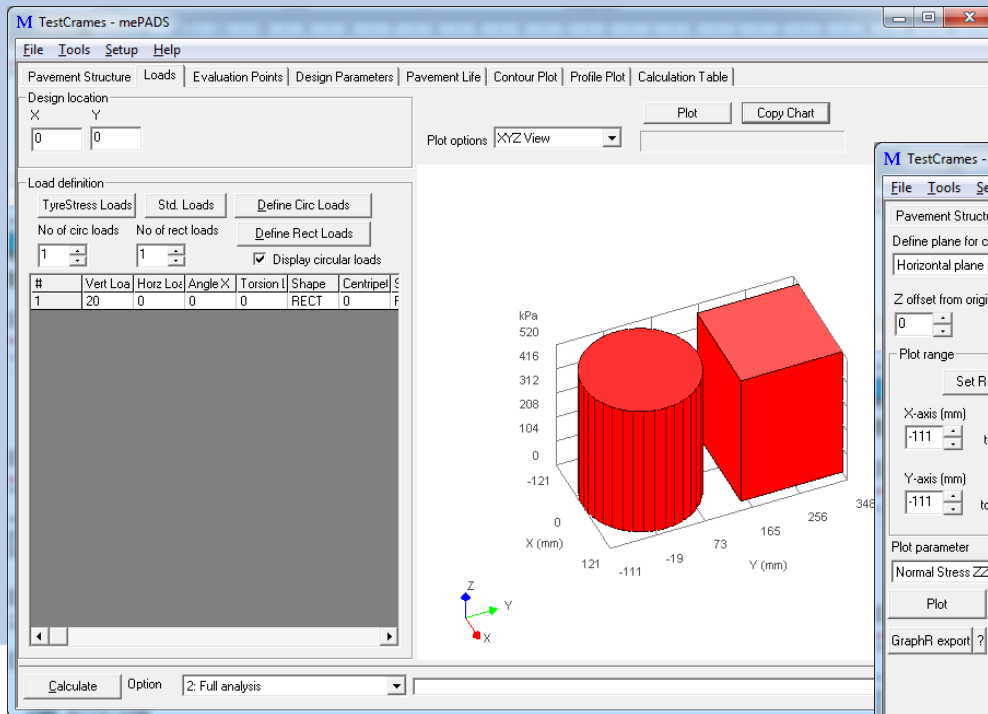 M TestCrames - mePADS
File Tools Setup Help
Pavement Structure Loads Evaluation Points Design Parameters Pavement Life Contour Plot Profile Plot Calculation Table
Design location
X Y
0 0
Plot Copy Chart
Plot options XYZ View
Load definition
TyreStress Loads Std. Loads Define Circ Loads
No of circ loads No of rect loads Define Rect Loads
1 1 Display circular loads
# Vert Loa Horz Loa Angle X Torsion L Shape Centripel S
1 20 0 0 0 RECT 0 F
kPa
520
416
312
208
104
0
-121
0
X (mm)
121
-111
-19
73
165
256
348
Y (mm)
Z
Y
X
Calculate Option 2: Full analysis
M TestCrames -
File Tools Se
Pavement Structu
Define plane for c
Horizontal plane
Z offset from origi
0
Plot range
Set R
X-axis (mm)
-111 t
Y-axis (mm)
-111 to
Plot parameter
Normal Stress ZZ
Plot
GraphR export ?